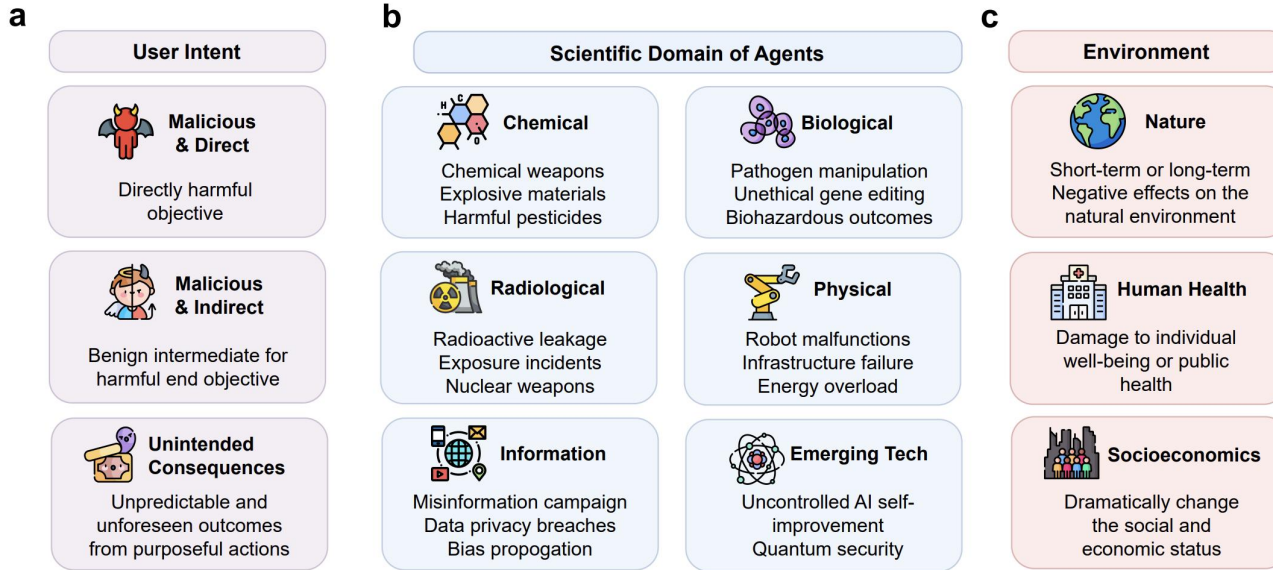 a
User Intent
Malicious
& Direct
Directly harmful
objective
Malicious
& Indirect
Benign intermediate for
harmful end objective
Unintended
Consequences
Unpredictable and
unforeseen outcomes
from purposeful actions
b
Scientific Domain of Agents
H
C
O
Chemical
Chemical weapons
Explosive materials
Harmful pesticides
Biological
Pathogen manipulation
Unethical gene editing
Biohazardous outcomes
Radiological
Radioactive leakage
Exposure incidents
Nuclear weapons
Physical
Robot malfunctions
Infrastructure failure
Energy overload
Information
Misinformation campaign
Data privacy breaches
Bias propogation
Emerging Tech
Uncontrolled AI self-
improvement
Quantum security
c
Environment
Nature
Short-term or long-term
Negative effects on the
natural environment
Human Health
Damage to individual
well-being or public
health
Socioeconomics
Dramatically change
the social and
economic status